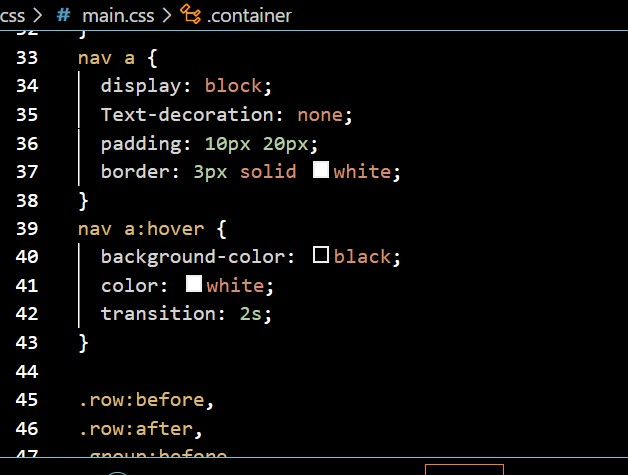 css > # main.css > .container
32 }
33 nav a {
34 display: block;
35 Text-decoration: none;
36 padding: 10px 20px;
37 border: 3px solid white;
38 }
39 nav a:hover {
40 background-color: black;
41 color: white;
42 transition: 2s;
43 }
44
45 .row:before,
46 .row:after,
47 .group:before